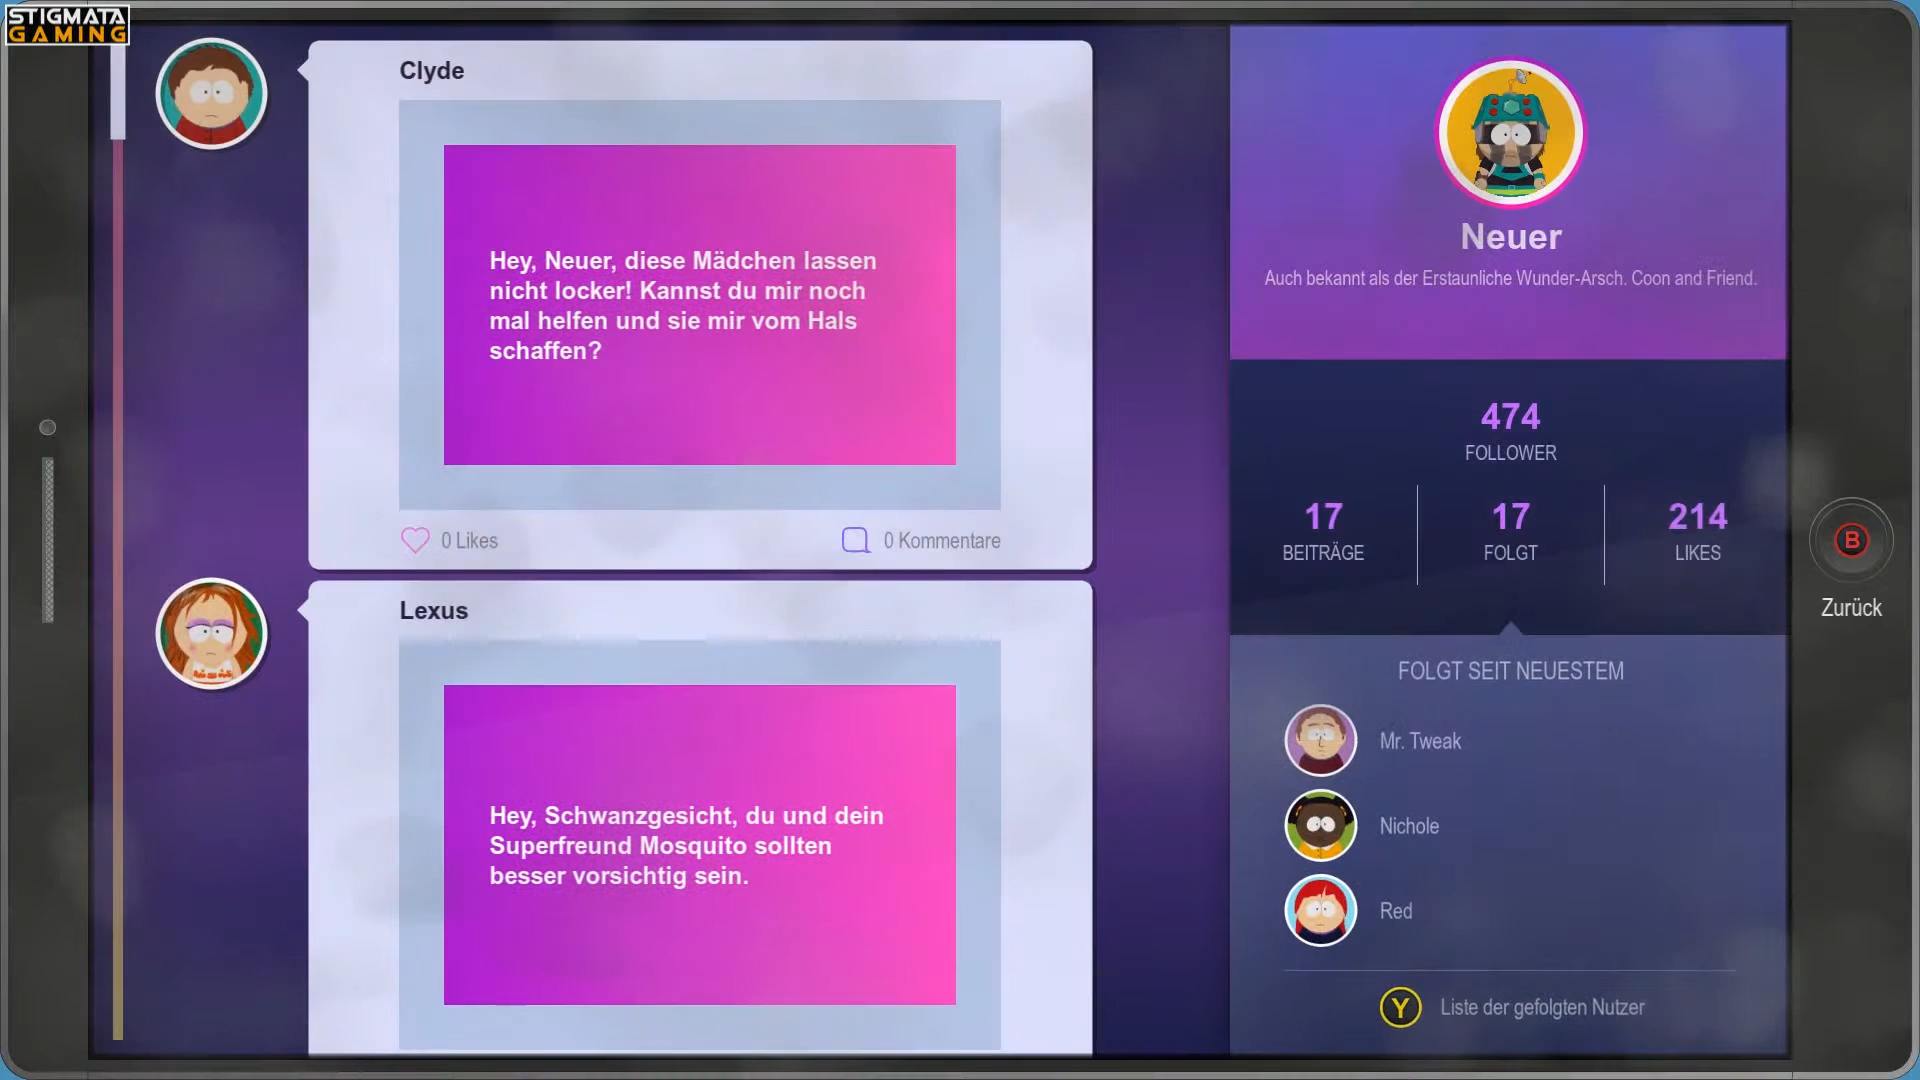 STIGMATA
GAMING
Clyde
Hey, Neuer, diese Mädchen lassen
nicht locker! Kannst du mir noch
mal helfen und sie mir vom Hals
schaffen?
0 Likes
0 Kommentare
Lexus
Hey, Schwanzgesicht, du und dein
Superfreund Mosquito sollten
besser vorsichtig sein.
Neuer
Auch bekannt als der Erstaunliche Wunder-Arsch. Coon and Friend.
474
FOLLOWER
17
BEITRÄGE
17
FOLGT
214
LIKES
FOLGT SEIT NEUESTEM
Mr. Tweak
Nichole
Red
Y
Liste der gefolgten Nutzer
B
Zurück